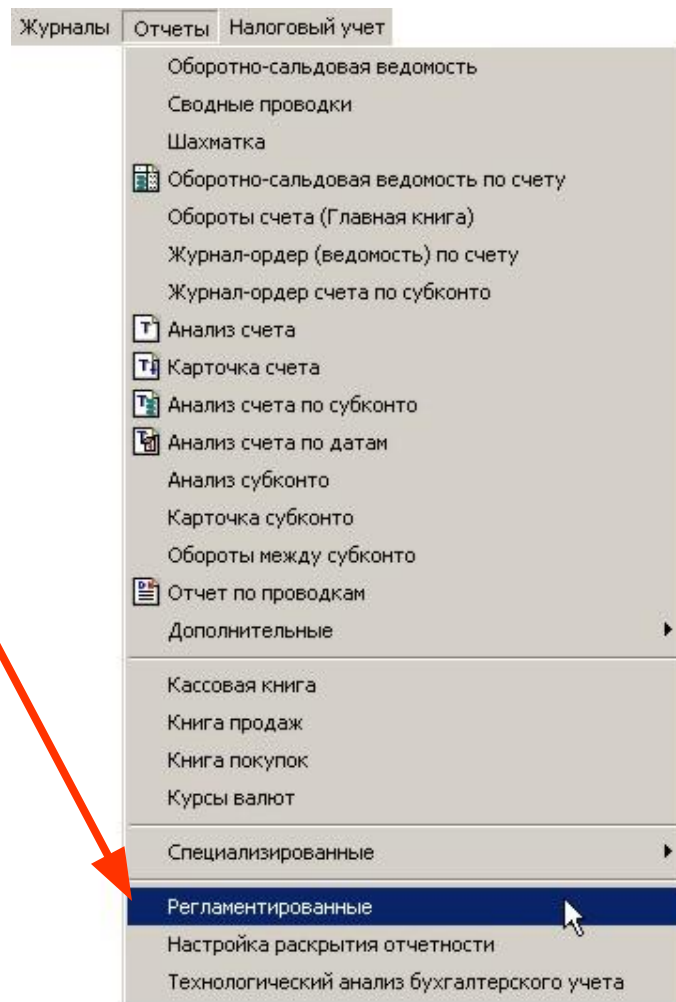 Журналы Отчеты Налоговый учет
Оборотно-сальдовая ведомость
Сводные проводки
Шахматка
Оборотно-сальдовая ведомость по счету
Обороты счета (Главная книга)
Журнал-ордер (ведомость) по счету
Журнал-ордер счета по субконто
Анализ счета
Карточка счета
Анализ счета по субконто
Анализ счета по датам
Анализ субконто
Карточка субконто
Обороты между субконто
Отчет по проводкам
Дополнительные
Кассовая книга
Книга продаж
Книга покупок
Курсы валют
Специализированные
Регламентированные
Настройка раскрытия отчетности
Технологический анализ бухгалтерского учета